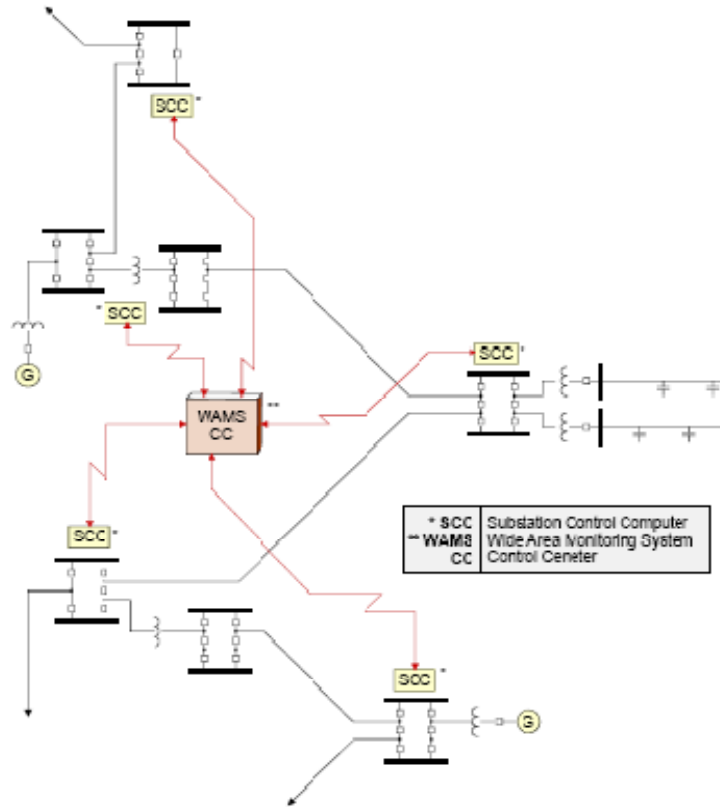 SCC *
* SCC
G
SCC *
WAMS **
CC
SCC *
* SCC Substation Control Computer
** WAMS Wide Area Monitoring System
CC Control Ceneter
SCC *
G